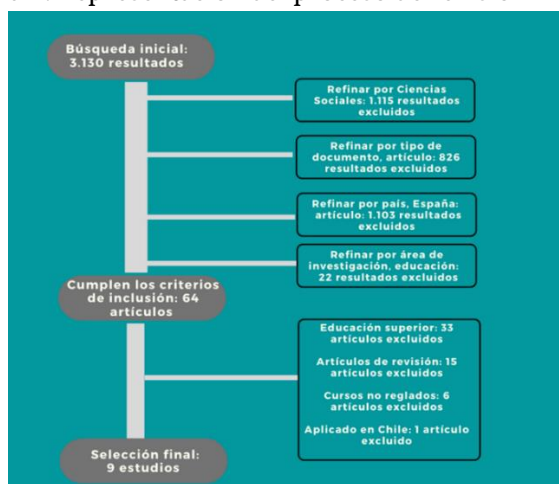 Búsqueda inicial:
3.130 resultados
Refinar por Ciencias
Sociales: 1.115 resultados
excluidos
Refinar por tipo de
documento, artículo: 826
resultados excluidos
Refinar por país, España:
artículo: 1.103 resultados
excluidos
Refinar por área de
investigación, educación:
22 resultados excluidos
Cumplen los criterios
de inclusión: 64
artículos
Educación superior: 33
artículos excluidos
Artículos de revisión: 15
artículos excluidos
Cursos no reglados: 6
artículos excluidos
Aplicado en Chile: 1 artículo
excluido
Selección final:
9 estudios